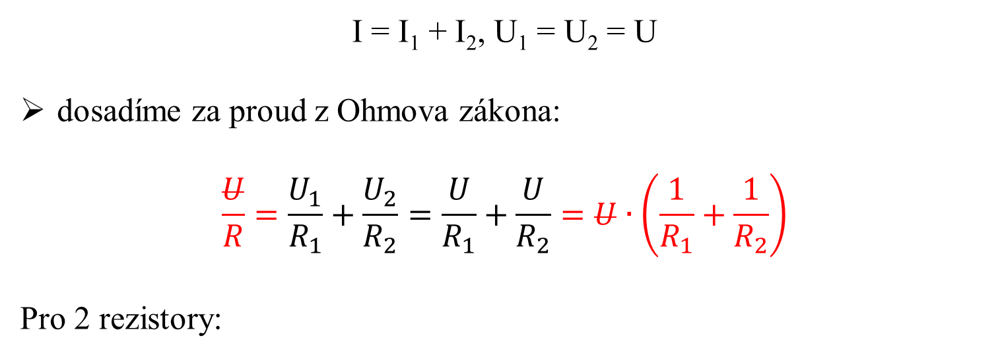 I = I₁ + I₂, U₁ = U₂ = U
➢ dosadíme za proud z Ohmova zákona:
U/R = U₁/R₁ + U₂/R₂ = U/R₁ + U/R₂ = U · (1/R₁ + 1/R₂)
Pro 2 rezistory: